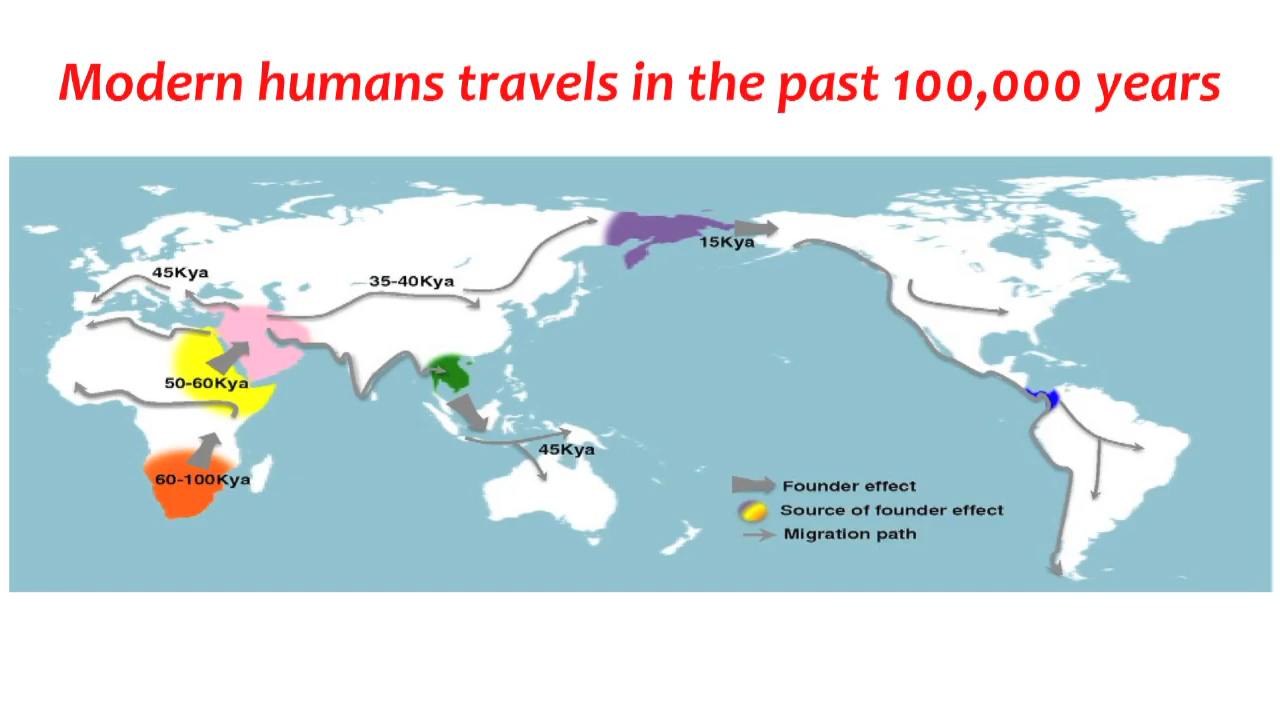 Modern humans travels in the past 100,000 years
15Kya
45Kya
35-40Kya
50-60Kya
45Kya
60-100Kya
Founder effect
Source of founder effect
Migration path